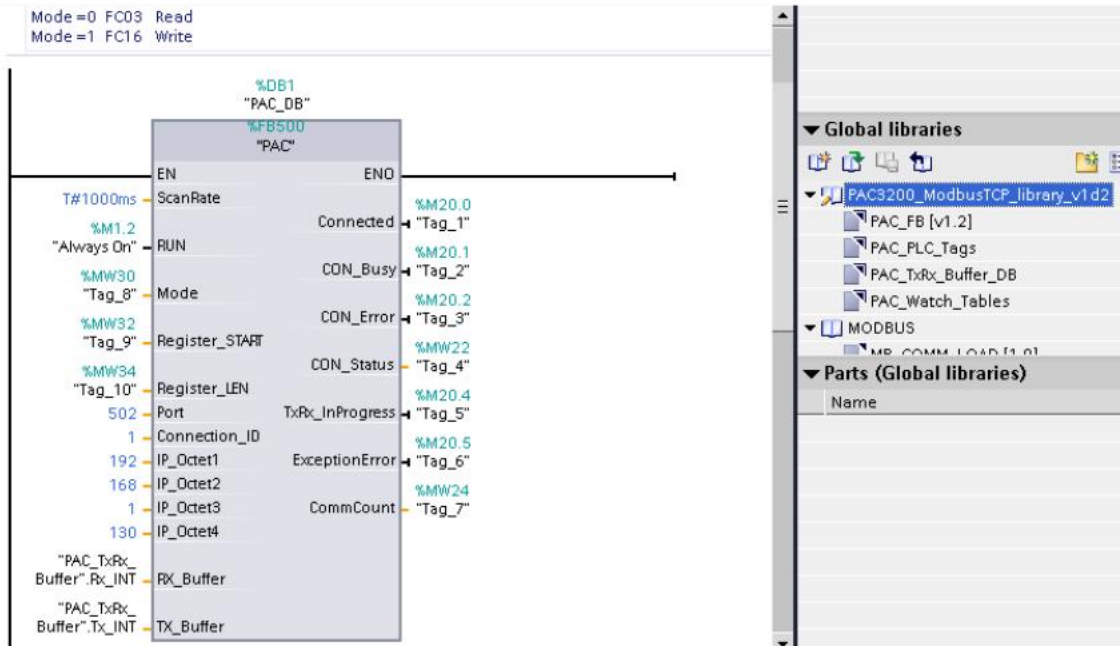 Mode =0 FC03 Read
Mode =1 FC16 Write
%DB1
"PAC_DB"
%FB500
"PAC"
EN
ENO
T#1000ms
ScanRate
%M1.2
"Always On"
RUN
%MW30
"Tag_8"
Mode
%MW32
"Tag_9"
Register_START
%MW34
"Tag_10"
Register_LEN
502
Port
1
Connection_ID
192
IP_Octet1
168
IP_Octet2
1
IP_Octet3
130
IP_Octet4
"PAC_TxRx_
Buffer".Rx_INT
RX_Buffer
"PAC_TxRx_
Buffer".Tx_INT
TX_Buffer
Connected
%M20.0
"Tag_1"
CON_Busy
%M20.1
"Tag_2"
CON_Error
%M20.2
"Tag_3"
CON_Status
%MW22
"Tag_4"
TxRx_InProgress
%M20.4
"Tag_5"
ExceptionError
%M20.5
"Tag_6"
CommCount
%MW24
"Tag_7"
Global libraries
PAC3200_ModbusTCP_library_v1d2
PAC_FB [v1.2]
PAC_PLC_Tags
PAC_TxRx_Buffer_DB
PAC_Watch_Tables
MODBUS
MB_COMM_LOAD [1.0]
Parts (Global libraries)
Name